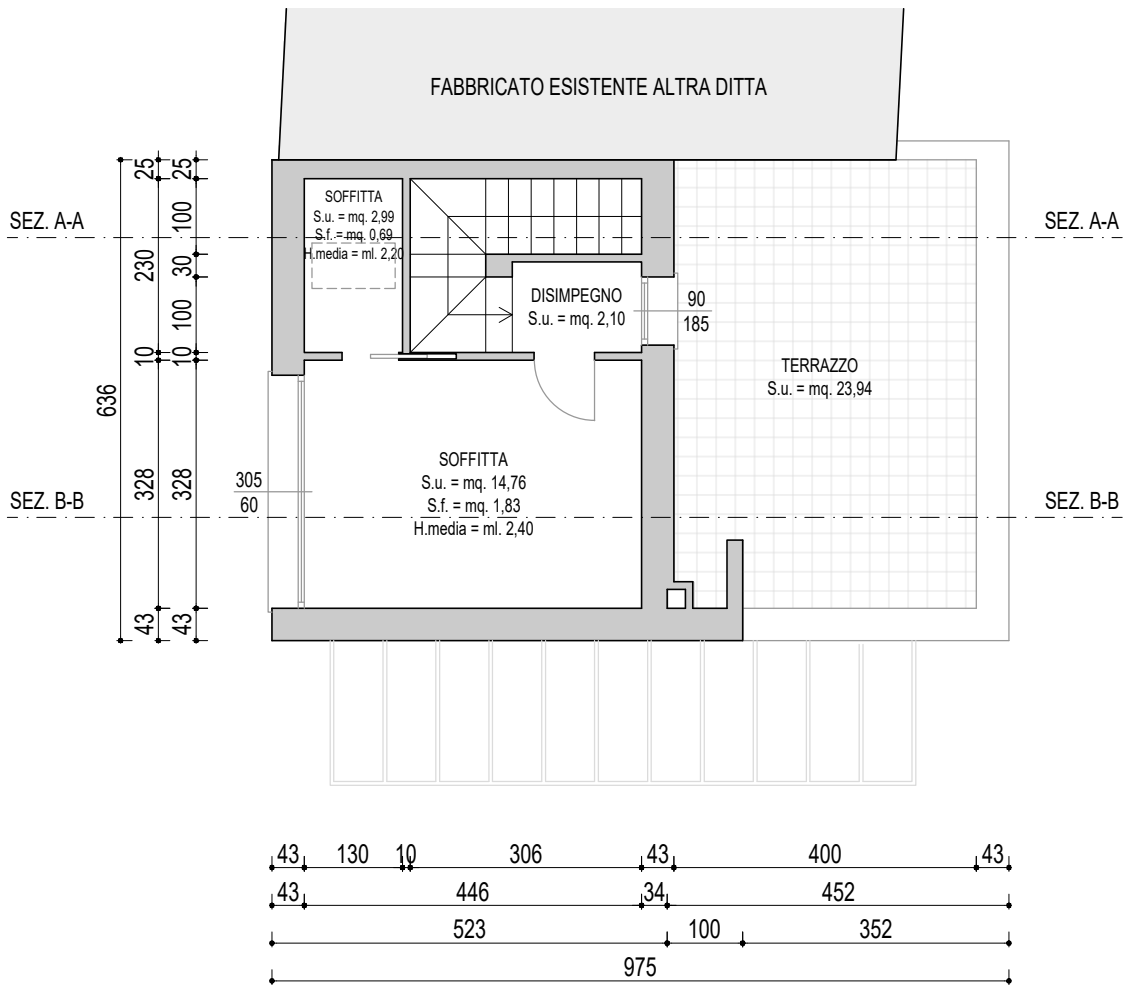 FABBRICATO ESISTENTE ALTRA DITTA
SEZ. A-A
SEZ. A-A
SOFFITTA
S.u. = mq. 2,99
S.f. = mq. 0,69
H.media = ml. 2,20
DISIMPEGNO
S.u. = mq. 2,10
90
185
TERRAZZO
S.u. = mq. 23,94
SOFFITTA
S.u. = mq. 14,76
S.f. = mq. 1,83
H.media = ml. 2,40
305
60
SEZ. B-B
SEZ. B-B
636
25
230
10
328
43
25
100
30
100
10
328
43
43 130 10 306 43 400 43
43 446 34 452
523 100 352
975